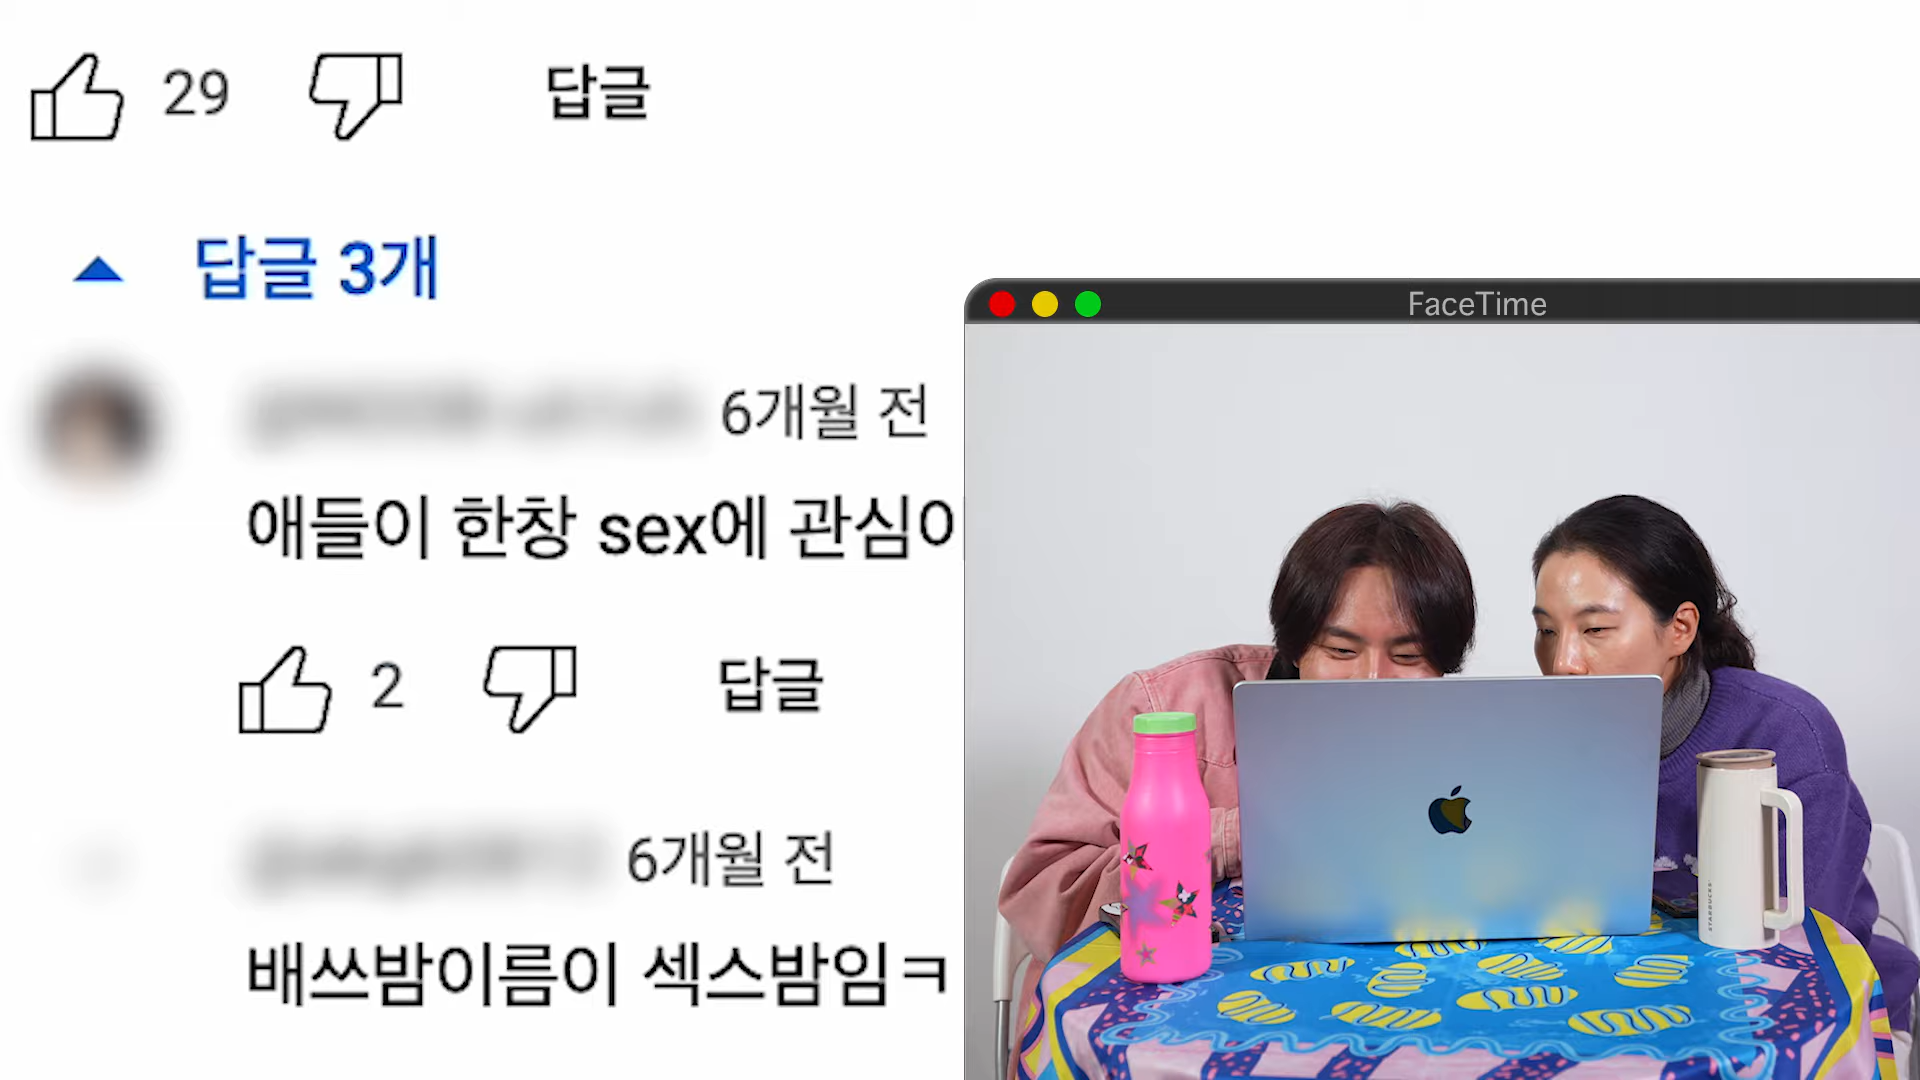 29 답글
답글 3개
6개월 전
애들이 한창 sex에 관심이
2 답글
6개월 전
배쓰밤이름이 섹스밤임ㅋ
FaceTime
STARBUCKS